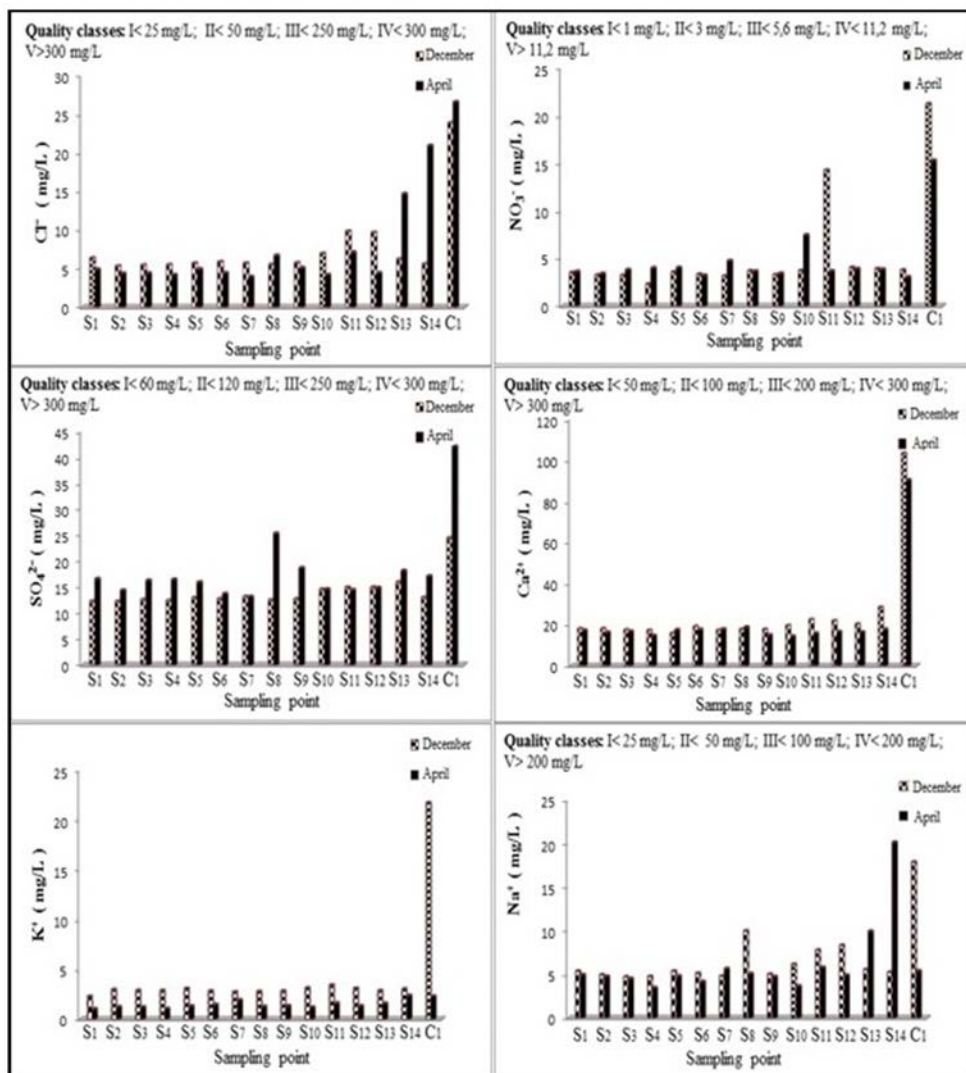 Quality classes: I< 25 mg/L; II< 50 mg/L; III< 250 mg/L; IV< 300 mg/L;
V>300 mg/L
December
April
30
25
20
15
10
5
0
Cl⁻ ( mg/L)
S1 S2 S3 S4 S5 S6 S7 S8 S9 S10 S11 S12 S13 S14 C1
Sampling point
Quality classes: I< 1 mg/L; II< 3 mg/L; III< 5,6 mg/L; IV< 11,2 mg/L;
V> 11,2 mg/L
December
April
25
20
15
10
5
0
NO₃⁻ ( mg/L)
S1 S2 S3 S4 S5 S6 S7 S8 S9 S10 S11 S12 S13 S14 C1
Sampling point
Quality classes: I< 60 mg/L; II< 120 mg/L; III< 250 mg/L; IV< 300 mg/L;
V> 300 mg/L
December
April
45
40
35
30
25
20
15
10
5
0
SO₄²⁻ ( mg/L )
S1 S2 S3 S4 S5 S6 S7 S8 S9 S10 S11 S12 S13 S14 C1
Sampling point
Quality classes: I< 50 mg/L; II< 100 mg/L; III< 200 mg/L; IV< 300 mg/L;
V> 300 mg/L
December
April
120
100
80
60
40
20
0
Ca²⁺ ( mg/L )
S1 S2 S3 S4 S5 S6 S7 S8 S9 S10 S11 S12 S13 S14 C1
Sampling point
December
April
25
20
15
10
5
0
K⁺ ( mg/L )
S1 S2 S3 S4 S5 S6 S7 S8 S9 S10 S11 S12 S13 S14 C1
Sampling point
Quality classes: I< 25 mg/L; II< 50 mg/L; III< 100 mg/L; IV< 200 mg/L;
V> 200 mg/L
December
April
25
20
15
10
5
0
Na⁺ ( mg/L )
S1 S2 S3 S4 S5 S6 S7 S8 S9 S10 S11 S12 S13 S14 C1
Sampling point